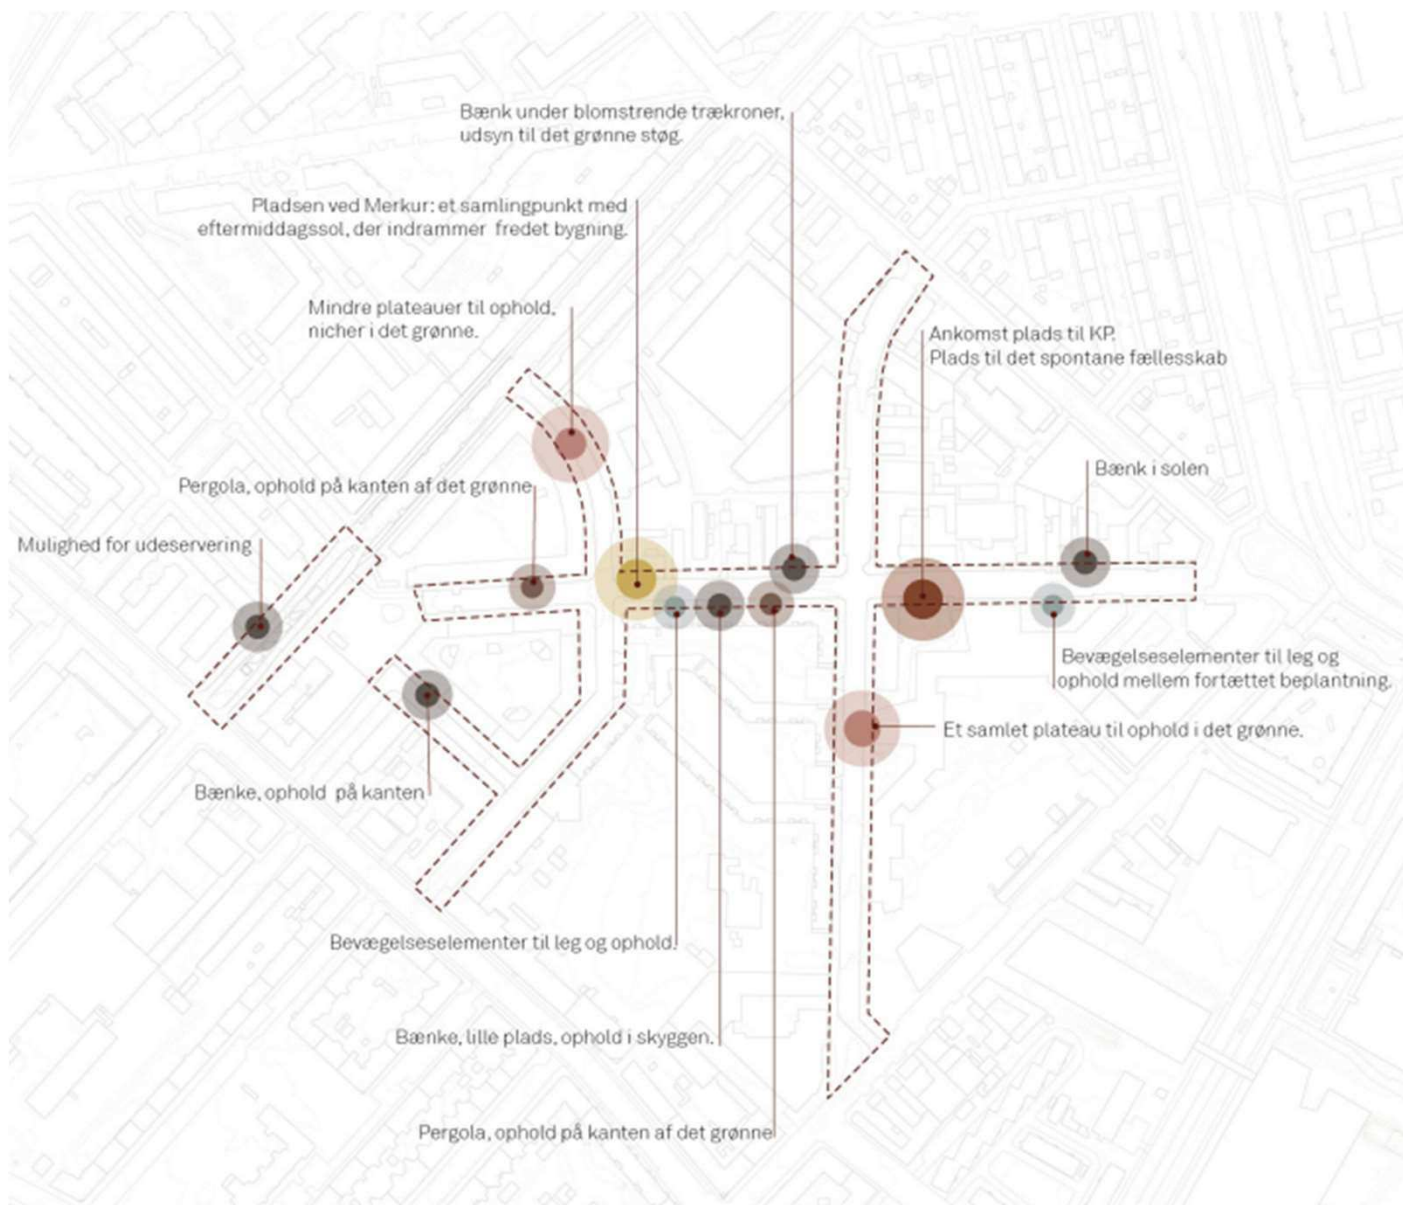 Bænk under blomstrende trækroner,
udsyn til det grønne støg.
Pladsen ved Merkur: et samlingpunkt med
eftermiddagssol, der indrammer fredet bygning.
Mindre plateauer til ophold,
nicher i det grønne.
Ankomst plads til KP.
Plads til det spontane fællesskab
Bænk i solen
Pergola, ophold på kanten af det grønne
Mulighed for udeservering
Bevægelseselementer til leg og
ophold mellem fortættet beplantning.
Et samlet plateau til ophold i det grønne.
Bænke, ophold på kanten
Bevægelseselementer til leg og ophold.
Bænke, lille plads, ophold i skyggen.
Pergola, ophold på kanten af det grønne